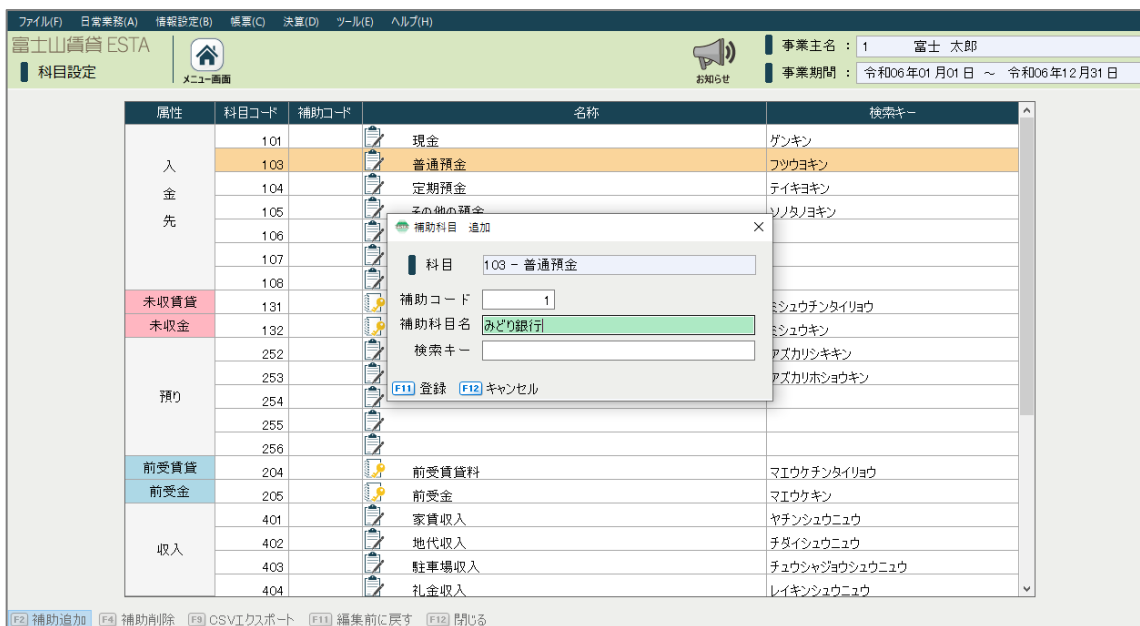 ファイル(F) 日常業務(A) 情報設定(B) 帳票(C) 決算(D) ツール(E) ヘルプ(H)
富士山賃貸 ESTA
科目設定
メニュー画面
お知らせ
事業主名 : 1 富士 太郎
事業期間 : 令和06年01月01日 ～ 令和06年12月31日
属性 科目コード 補助コード 名称 検索キー
入金先
101 現金 ゲンキン
103 普通預金 フツウヨキン
104 定期預金 テイキヨキン
105 その他の預金 ソノタノヨキン
106
107
108
未収賃貸 131 ミシュウチンタイリョウ
未収金 132 ミシュウキン
預り
252 アズカリシキキン
253 アズカリホショウキン
254
255
256
前受賃貸 204 前受賃貸料 マエウケチンタイリョウ
前受金 205 前受金 マエウケキン
収入
401 家賃収入 ヤチンシュウニュウ
402 地代収入 チダイシュウニュウ
403 駐車場収入 チュウシャジョウシュウニュウ
404 礼金収入 レイキンシュウニュウ
補助科目 追加
科目 103 - 普通預金
補助コード 1
補助科目名 みどり銀行
検索キー
F11 登録 F12 キャンセル
F2 補助追加 F4 補助削除 F9 CSVエクスポート F11 編集前に戻す F12 閉じる